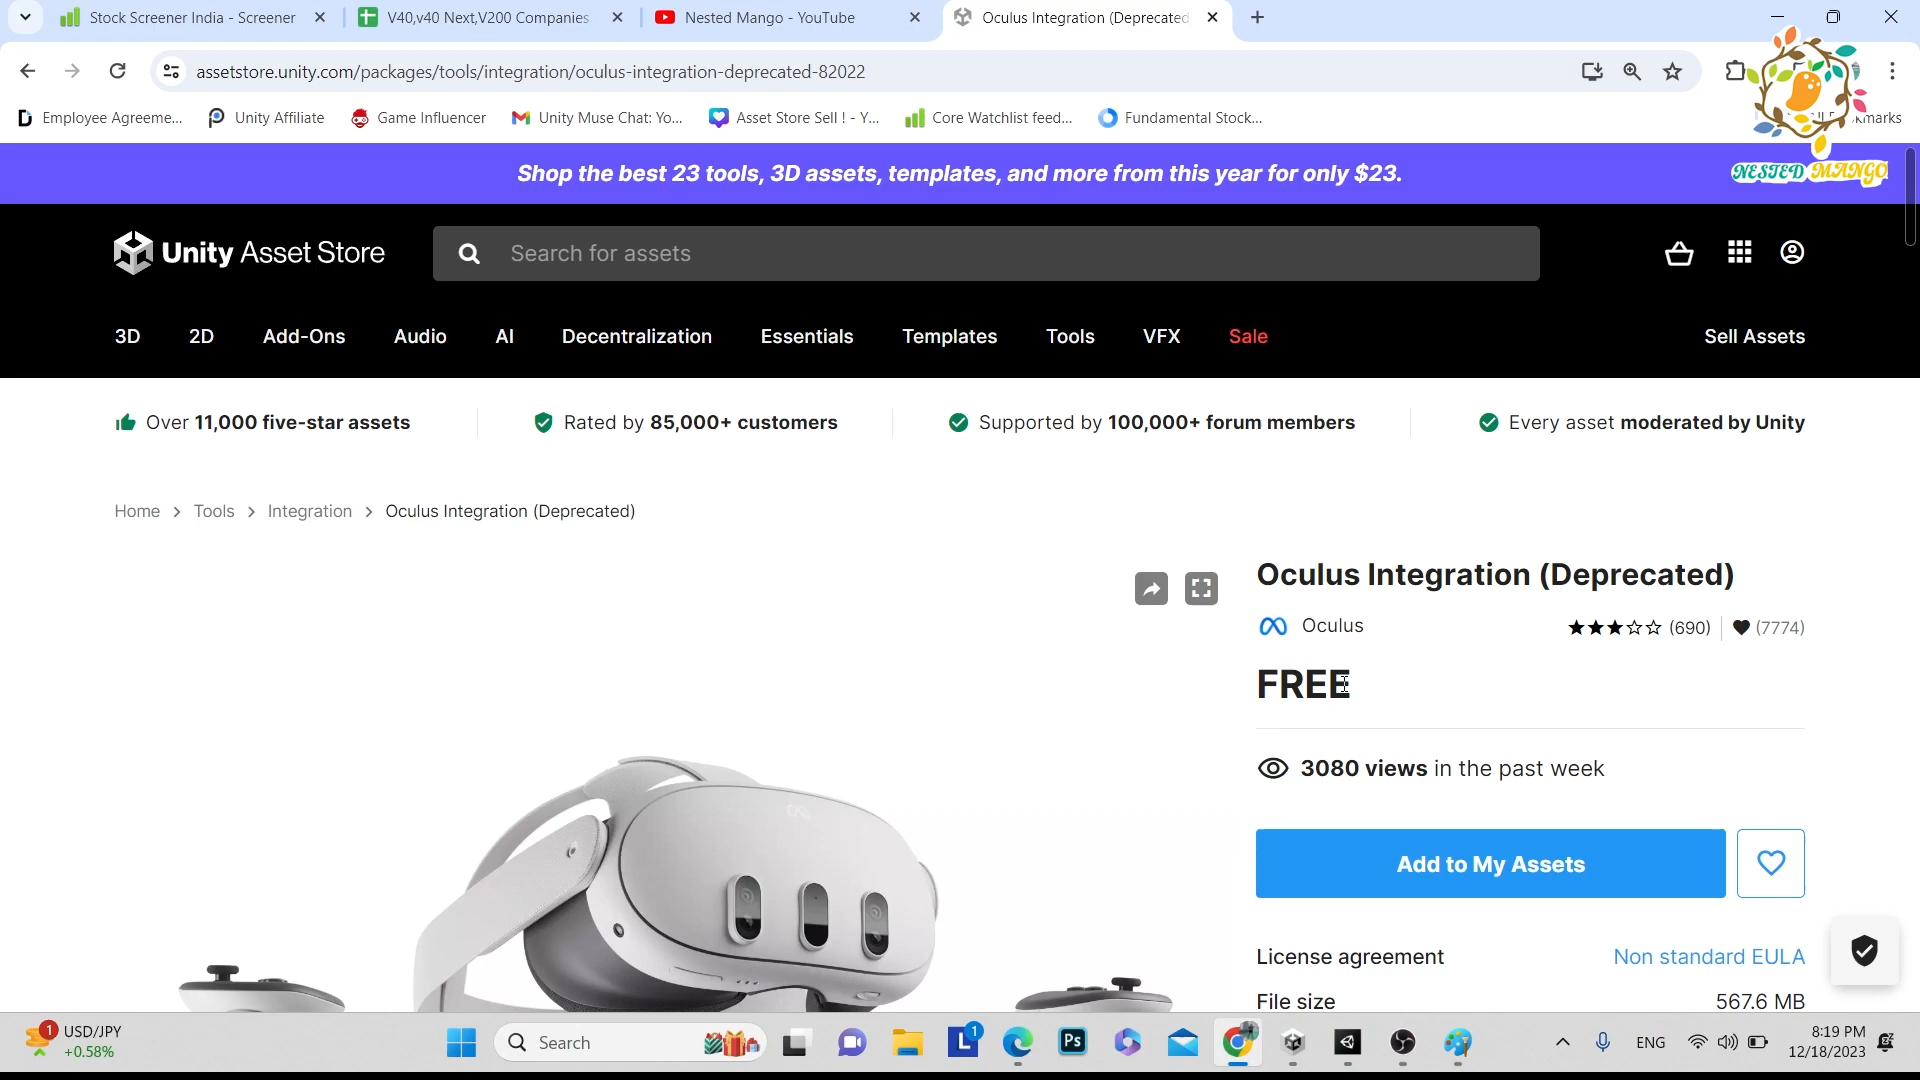 Stock Screener India - Screener
V40,v40 Next,V200 Companies
Nested Mango - YouTube
Oculus Integration (Deprecated
assetstore.unity.com/packages/tools/integration/oculus-integration-deprecated-82022
Employee Agreeme...
Unity Affiliate
Game Influencer
Unity Muse Chat: Yo...
Asset Store Sell ! - Y...
Core Watchlist feed...
Fundamental Stock...
Shop the best 23 tools, 3D assets, templates, and more from this year for only $23.
NESTED MANGO
Unity Asset Store
Search for assets
3D 2D Add-Ons Audio AI Decentralization Essentials Templates Tools VFX Sale Sell Assets
Over 11,000 five-star assets
Rated by 85,000+ customers
Supported by 100,000+ forum members
Every asset moderated by Unity
Home > Tools > Integration > Oculus Integration (Deprecated)
Oculus Integration (Deprecated)
Oculus
(690)
(7774)
FREE
3080 views in the past week
Add to My Assets
License agreement Non standard EULA
File size 567.6 MB
1
USD/JPY
+0.58%
Search
L
1
Ps
ENG
8:19 PM
12/18/2023